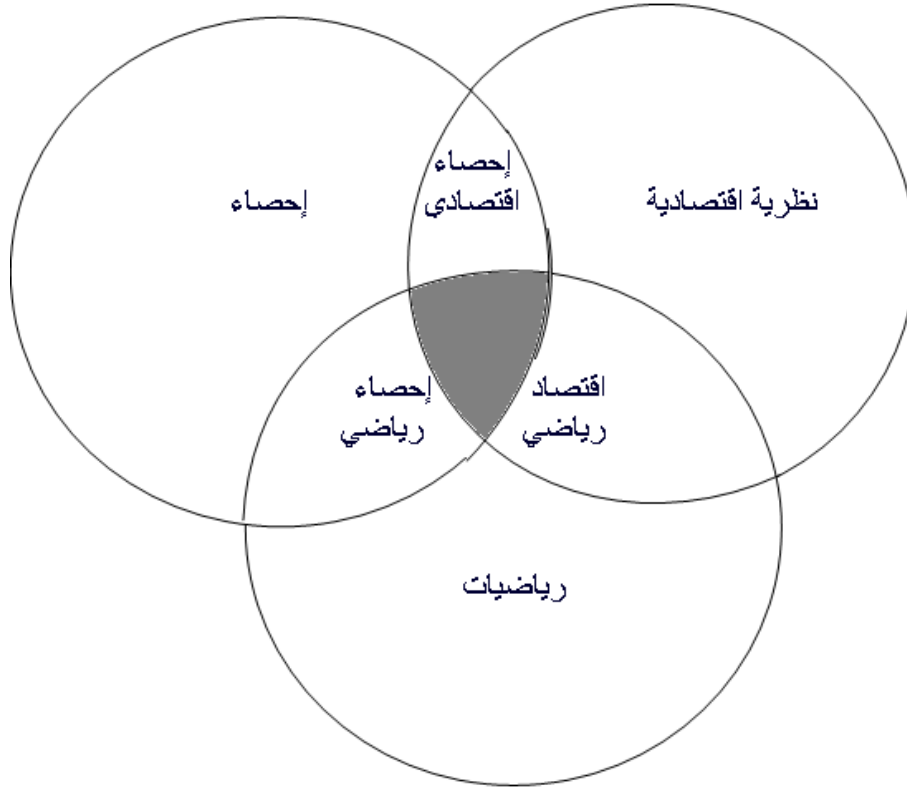 إحصاء
اقتصادي
نظرية اقتصادية
إحصاء
اقتصاد
رياضي
إحصاء
رياضي
رياضيات